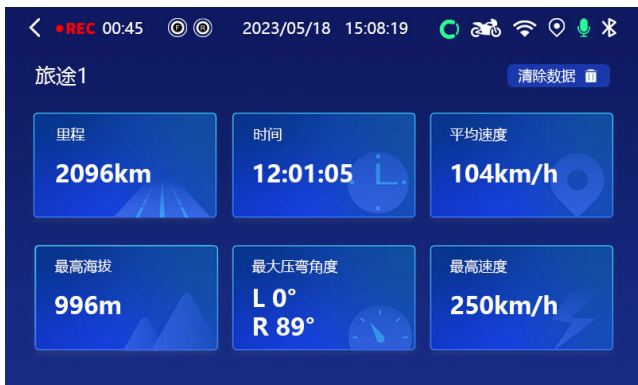 REC 00:45 F R 2023/05/18 15:08:19
旅途1 清除数据
里程 时间 平均速度
2096km 12:01:05 104km/h
最高海拔 最大压弯角度 最高速度
996m L 0° 250km/h
R 89°